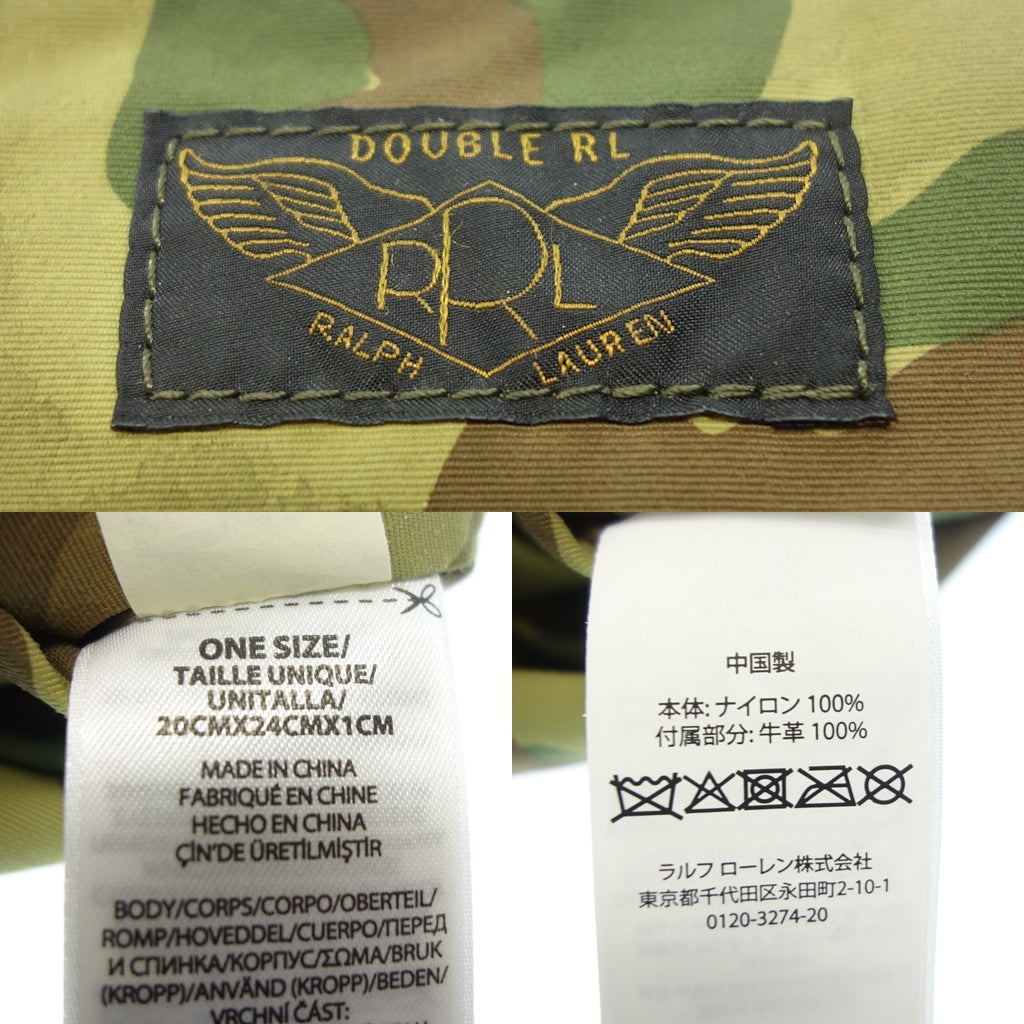 DOUBLE RL
RRL
RALPH LAUREN
ONE SIZE/
TAILLE UNIQUE/
UNITALLA/
20CMX24CMX1CM
MADE IN CHINA
FABRIQUÉ EN CHINE
HECHO EN CHINA
ÇİN'DE ÜRETİLMİŞTİR
BODY/CORPS/CORPO/OBERTEIL/
ROMP/HOVEDDEL/CUERPO/ПЕРЕД
И СПИНКА/КОРПУС/ΣΩΜΑ/BRUK
(KROPP)/ANVÄND (KROPP)/BEDEN/
VRCHNÍ ČÁST:
中国製
本体: ナイロン 100%
付属部分: 牛革 100%
ラルフ ローレン株式会社
東京都千代田区永田町2-10-1
0120-3274-20